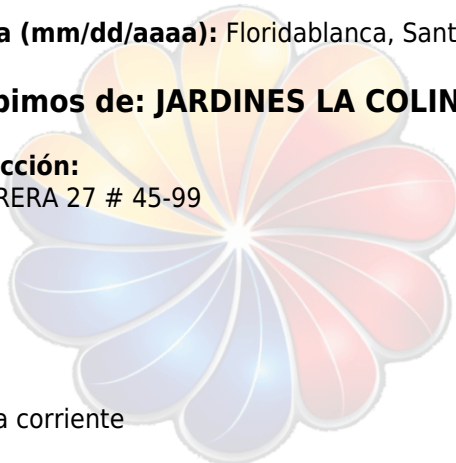 a (mm/dd/aaaa): Floridablanca, Sant
bimos de: JARDINES LA COLIN
cción:
RERA 27 # 45-99
a corriente